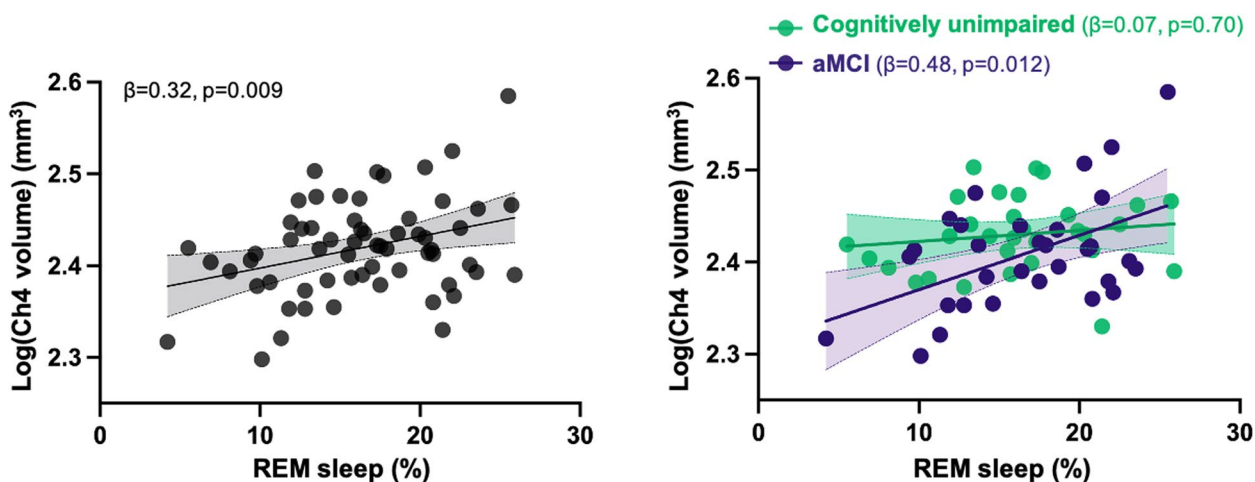 β=0.32, p=0.009
Log(Ch4 volume) (mm³)
2.6
2.5
2.4
2.3
0 10 20 30
REM sleep (%)
Cognitively unimpaired (β=0.07, p=0.70)
aMCI (β=0.48, p=0.012)
Log(Ch4 volume) (mm³)
2.6
2.5
2.4
2.3
0 10 20 30
REM sleep (%)